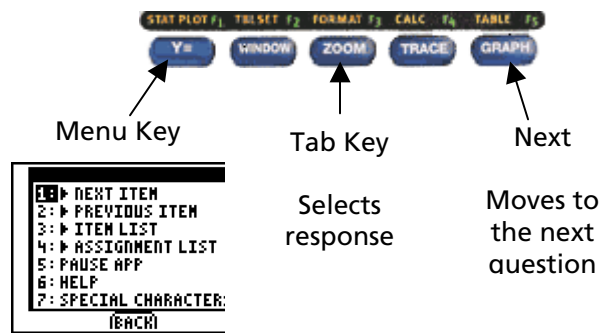 STAT PLOT F1 TBLSET F2 FORMAT F3 CALC F4 TABLE F5
Y= WINDOW ZOOM TRACE GRAPH
Menu Key
Tab Key
Next
1:▶NEXT ITEM
2:▶PREVIOUS ITEM
3:▶ITEM LIST
4:▶ASSIGNMENT LIST
5:PAUSE APP
6:HELP
7:SPECIAL CHARACTER
BACK
Selects
response
Moves to
the next
question